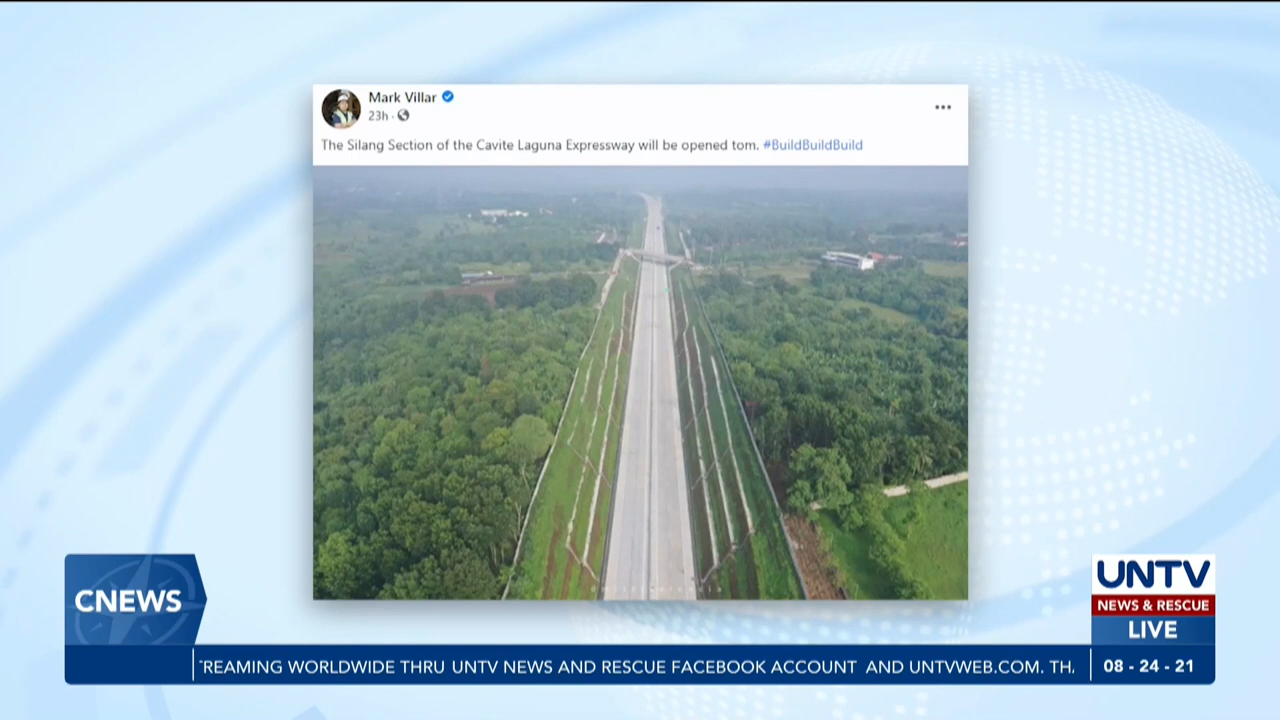 Mark Villar
23h ·
The Silang Section of the Cavite Laguna Expressway will be opened tom. #BuildBuildBuild
CNEWS
UNTV
NEWS & RESCUE
LIVE
REAMING WORLDWIDE THRU UNTV NEWS AND RESCUE FACEBOOK ACCOUNT AND UNTVWEB.COM. TH
08 - 24 - 21